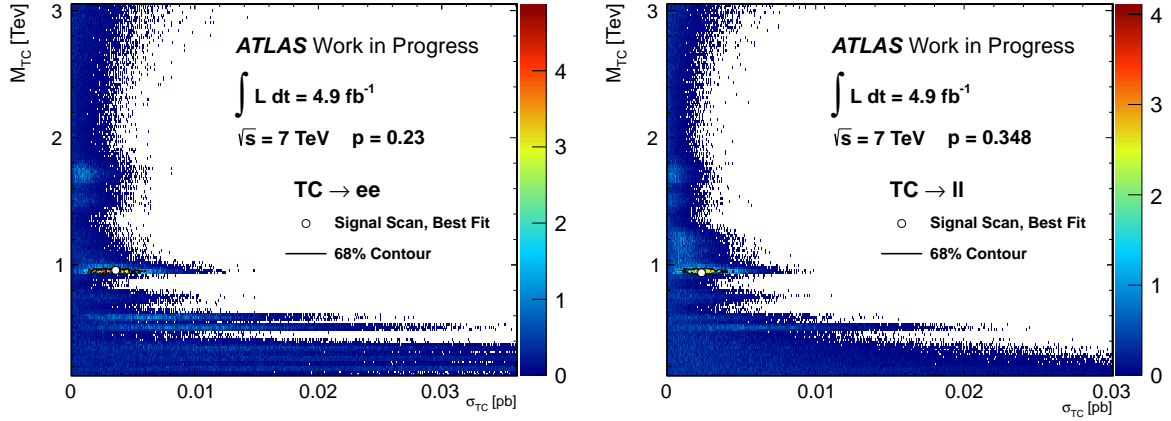 M_TC [Tev]
3
2
1
0
0.01
0.02
0.03
σ_TC [pb]
ATLAS Work in Progress
∫ L dt = 4.9 fb⁻¹
√s = 7 TeV p = 0.23
TC → ee
Signal Scan, Best Fit
68% Contour
4
3
2
1
0
M_TC [Tev]
3
2
1
0
0.01
0.02
0.03
σ_TC [pb]
ATLAS Work in Progress
∫ L dt = 4.9 fb⁻¹
√s = 7 TeV p = 0.348
TC → ll
Signal Scan, Best Fit
68% Contour
4
3
2
1
0